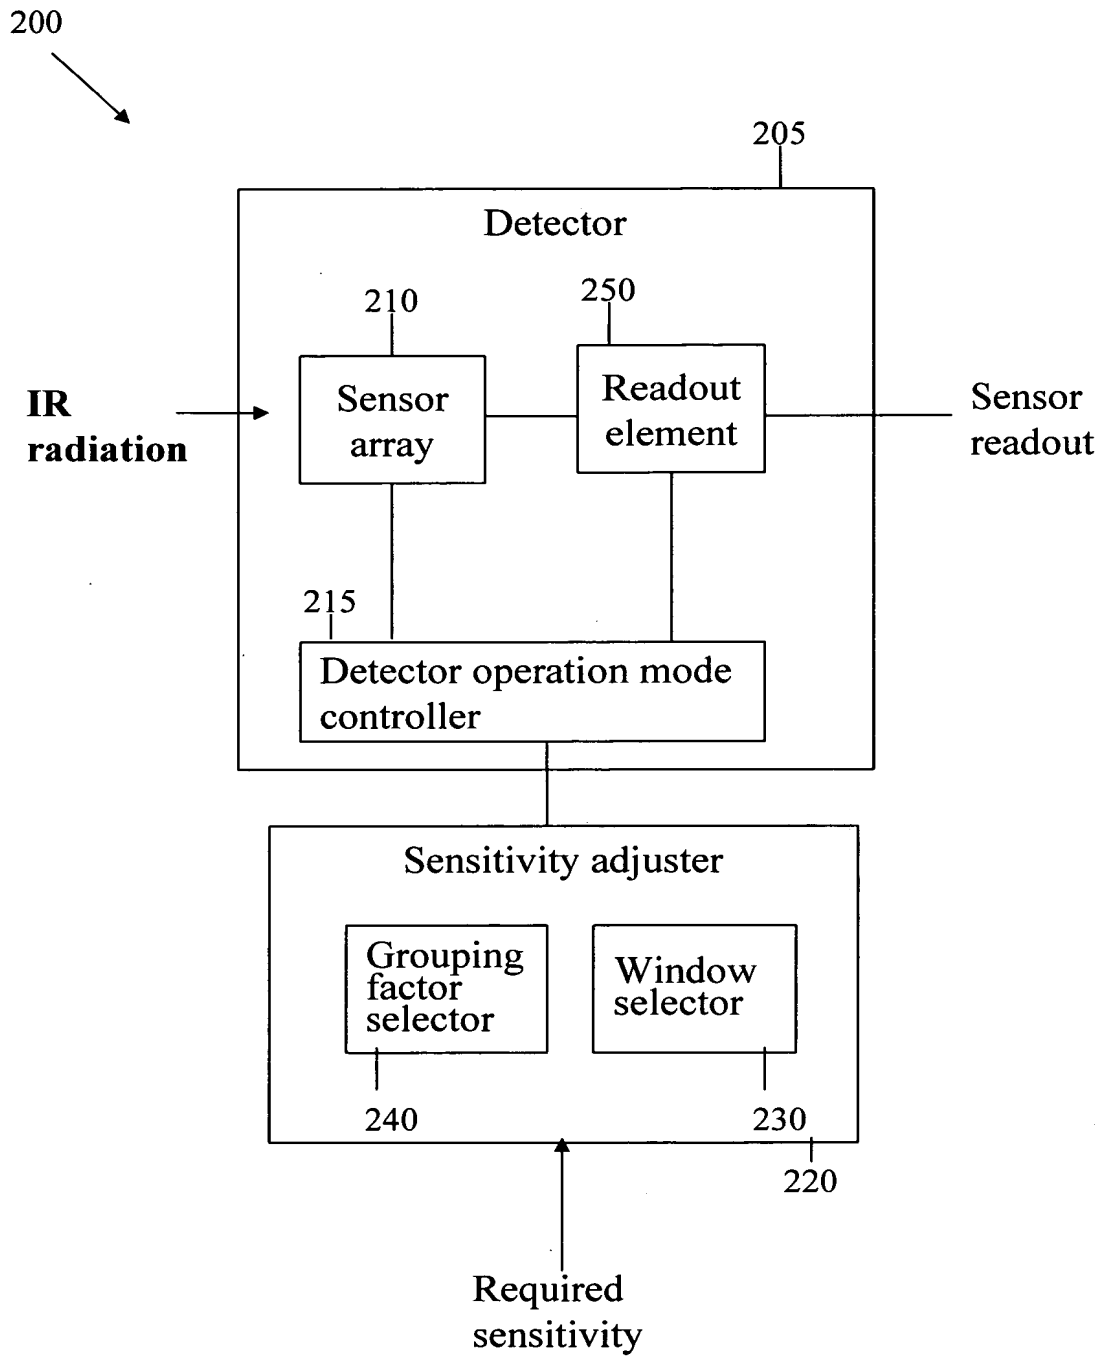 200
205
Detector
210
250
IR
radiation
Sensor
array
Readout
element
Sensor
readout
215
Detector operation mode
controller
Sensitivity adjuster
Grouping
factor
selector
Window
selector
240
230
220
Required
sensitivity